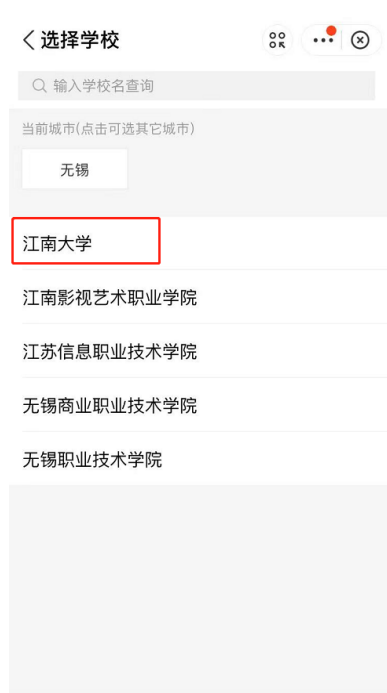 选择学校
输入学校名查询
当前城市(点击可选其它城市)
无锡
江南大学
江南影视艺术职业学院
江苏信息职业技术学院
无锡商业职业技术学院
无锡职业技术学院